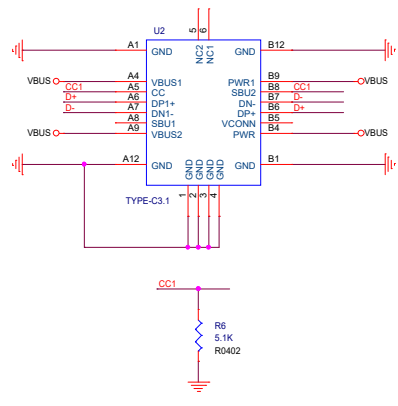 U2
5
6
NC2
NC1
A1
GND
GND
B12
VBUS
A4
VBUS1
PWR1
B9
VBUS
CC1
A5
CC
SBU2
B8
CC1
D+
A6
DP1+
DN-
B7
D-
D-
A7
DN1-
DP+
B6
D+
A8
SBU1
VCONN
B5
VBUS
A9
VBUS2
PWR
B4
VBUS
A12
GND
GND
B1
GND
GND
GND
GND
1
2
3
4
TYPE-C3.1
CC1
R6
5.1K
R0402